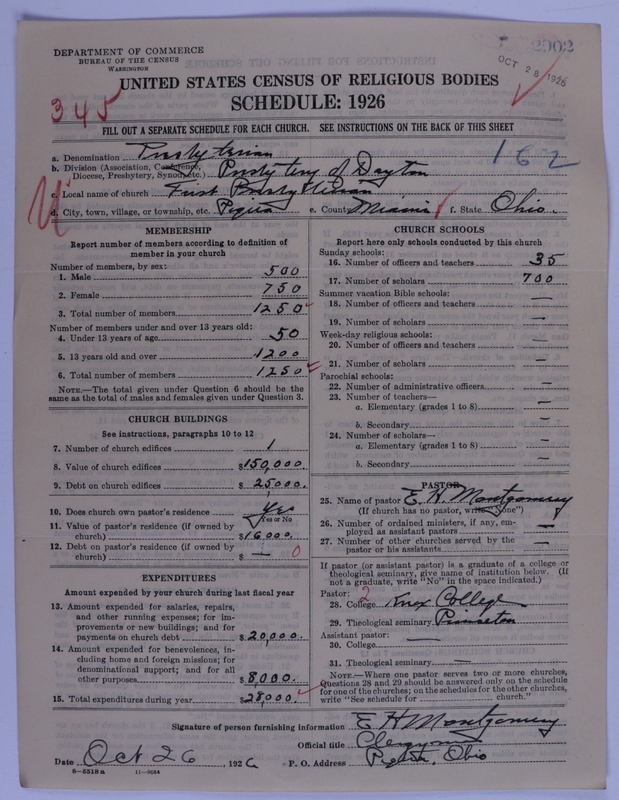 DEPARTMENT OF COMMERCE
BUREAU OF THE CENSUS
WASHINGTON
2902
OCT 28 1926
UNITED STATES CENSUS OF RELIGIOUS BODIES
SCHEDULE: 1926
345
FILL OUT A SEPARATE SCHEDULE FOR EACH CHURCH. SEE INSTRUCTIONS ON THE BACK OF THIS SHEET
a. Denomination Presbyterian
b. Division (Association, Conference, Diocese, Presbytery, Synod, etc.) Presbytery of Dayton
162
c. Local name of church First Presbyterian
d. City, town, village, or township, etc. Piqua e. County Miami f. State Ohio
MEMBERSHIP
Report number of members according to definition of
member in your church
Number of members, by sex:
1. Male 500
2. Female 750
3. Total number of members 1250
Number of members under and over 13 years old:
4. Under 13 years of age 50
5. 13 years old and over 1200
6. Total number of members 1250
NOTE.—The total given under Question 6 should be
same as the total of males and females given under Question 3.
CHURCH BUILDINGS
See instructions, paragraphs 10 to 12
7. Number of church edifices 1
8. Value of church edifices $150,000.
9. Debt on church edifices $25000.
10. Does church own pastor's residence Yes
Yes or No
11. Value of pastor's residence (if owned by
church) $16000.
12. Debt on pastor's residence (if owned by
church) $ — 0
EXPENDITURES
Amount expended by your church during last fiscal year
13. Amount expended for salaries, repairs,
and other running expenses; for im-
provements or new buildings; and for
payments on church debt $20,000.
14. Amount expended for benevolences, in-
cluding home and foreign missions; for
denominational support; and for all
other purposes $8000.
15. Total expenditures during year $28,000.
CHURCH SCHOOLS
Report here only schools conducted by this church
Sunday schools:
16. Number of officers and teachers 35
17. Number of scholars 700
Summer vacation Bible schools:
18. Number of officers and teachers —
19. Number of scholars —
Week-day religious schools:
20. Number of officers and teachers —
21. Number of scholars —
Parochial schools:
22. Number of administrative officers —
23. Number of teachers—
a. Elementary (grades 1 to 8) —
b. Secondary —
24. Number of scholars—
a. Elementary (grades 1 to 8) —
b. Secondary —
PASTOR
25. Name of pastor E. H. Montgomery
(If church has no pastor, write "None")
26. Number of ordained ministers, if any, em-
ployed as assistant pastors —
27. Number of other churches served by the
pastor or his assistants —
If pastor (or assistant pastor) is a graduate of a college or
theological seminary, give name of institution below. (If
not a graduate, write "No" in the space indicated.)
Pastor: 2
28. College Knox College
29. Theological seminary Princeton
Assistant pastor: —
30. College
31. Theological seminary —
NOTE.—Where one pastor serves two or more churches,
Questions 28 and 29 should be answered only on the schedule
for one of the churches; on the schedules for the other churches,
write "See schedule for church."
Signature of person furnishing information E H Montgomery
Official title Clergyman
Date Oct 26, 1926 P. O. Address Piqua, Ohio
8—5518 a 11—9084